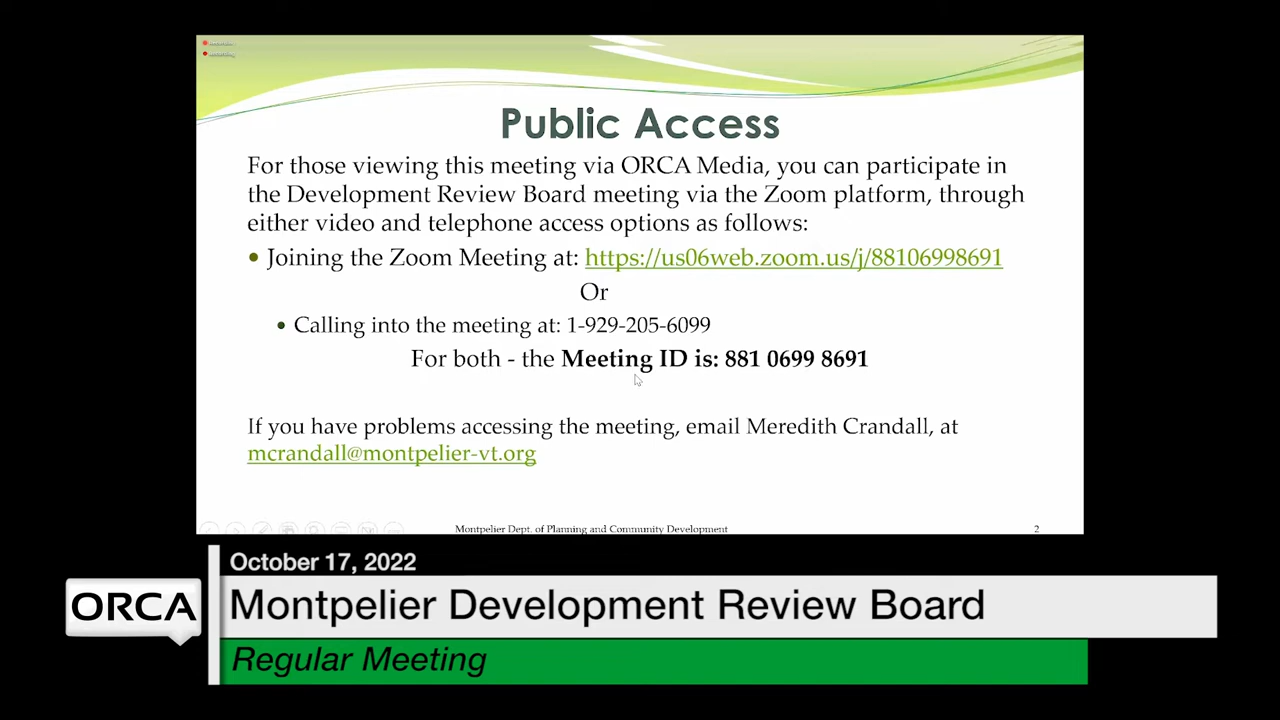 Public Access
For those viewing this meeting via ORCA Media, you can participate in
the Development Review Board meeting via the Zoom platform, through
either video and telephone access options as follows:
• Joining the Zoom Meeting at: https://us06web.zoom.us/j/88106998691
Or
• Calling into the meeting at: 1-929-205-6099
For both - the Meeting ID is: 881 0699 8691
If you have problems accessing the meeting, email Meredith Crandall, at
mcrandall@montpelier-vt.org
Montpelier Dept. of Planning and Community Development 2
October 17, 2022
ORCA Montpelier Development Review Board
Regular Meeting